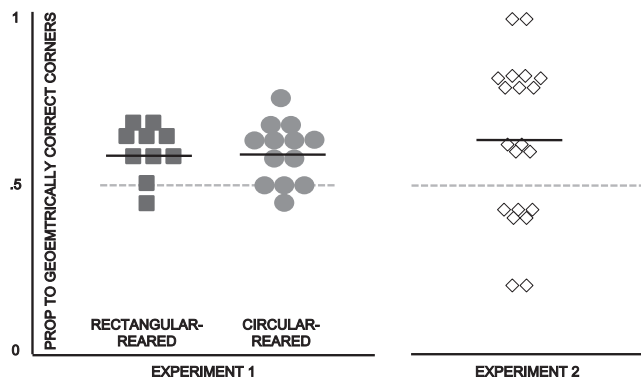 1
PROP TO GEOEMTRICALLY CORRECT CORNERS
.5
0
RECTANGULAR-
REARED
CIRCULAR-
REARED
EXPERIMENT 1
EXPERIMENT 2